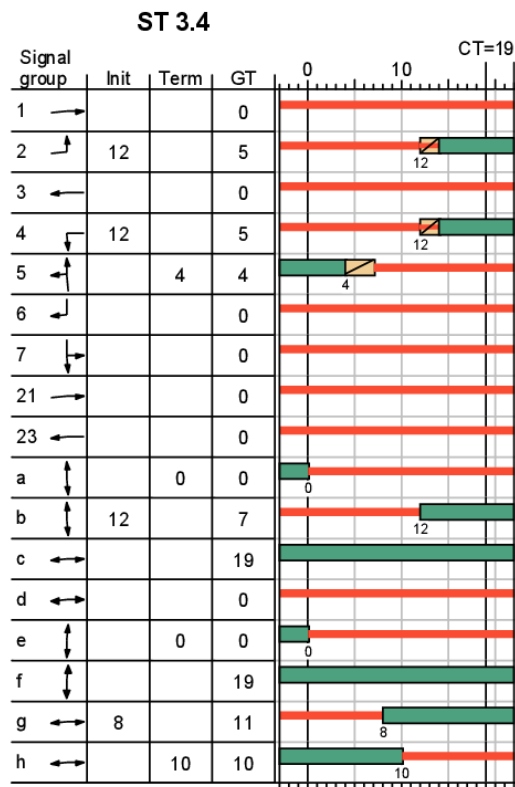 ST 3.4
CT=19
Signal group Init Term GT 0 10
1 0
2 12 5 12
3 0
4 12 5 12
5 4 4 4
6 0
7 0
21 0
23 0
a 0 0 0
b 12 7 12
c 19
d 0
e 0 0 0
f 19
g 8 11 8
h 10 10 10